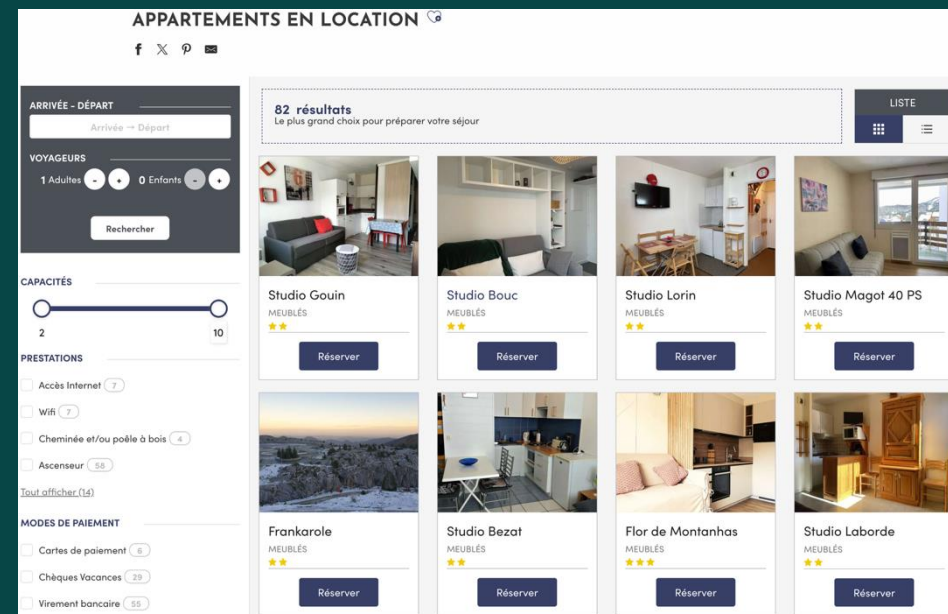 APPARTEMENTS EN LOCATION
ARRIVÉE - DÉPART
Arrivée → Départ
VOYAGEURS
1 Adultes - + 0 Enfants - +
Rechercher
CAPACITÉS
2 10
PRESTATIONS
Accès Internet 7
Wifi 7
Cheminée et/ou poêle à bois 4
Ascenseur 58
Tout afficher (14)
MODES DE PAIEMENT
Cartes de paiement 6
Chèques Vacances 29
Virement bancaire 55
82 résultats
Le plus grand choix pour préparer votre séjour
LISTE
Studio Gouin
MEUBLÉS
Réserver
Studio Bouc
MEUBLÉS
Réserver
Studio Lorin
MEUBLÉS
Réserver
Studio Magot 40 PS
MEUBLÉS
Réserver
Frankarole
MEUBLÉS
Réserver
Studio Bezat
MEUBLÉS
Réserver
Flor de Montanhas
MEUBLÉS
Réserver
Studio Laborde
MEUBLÉS
Réserver